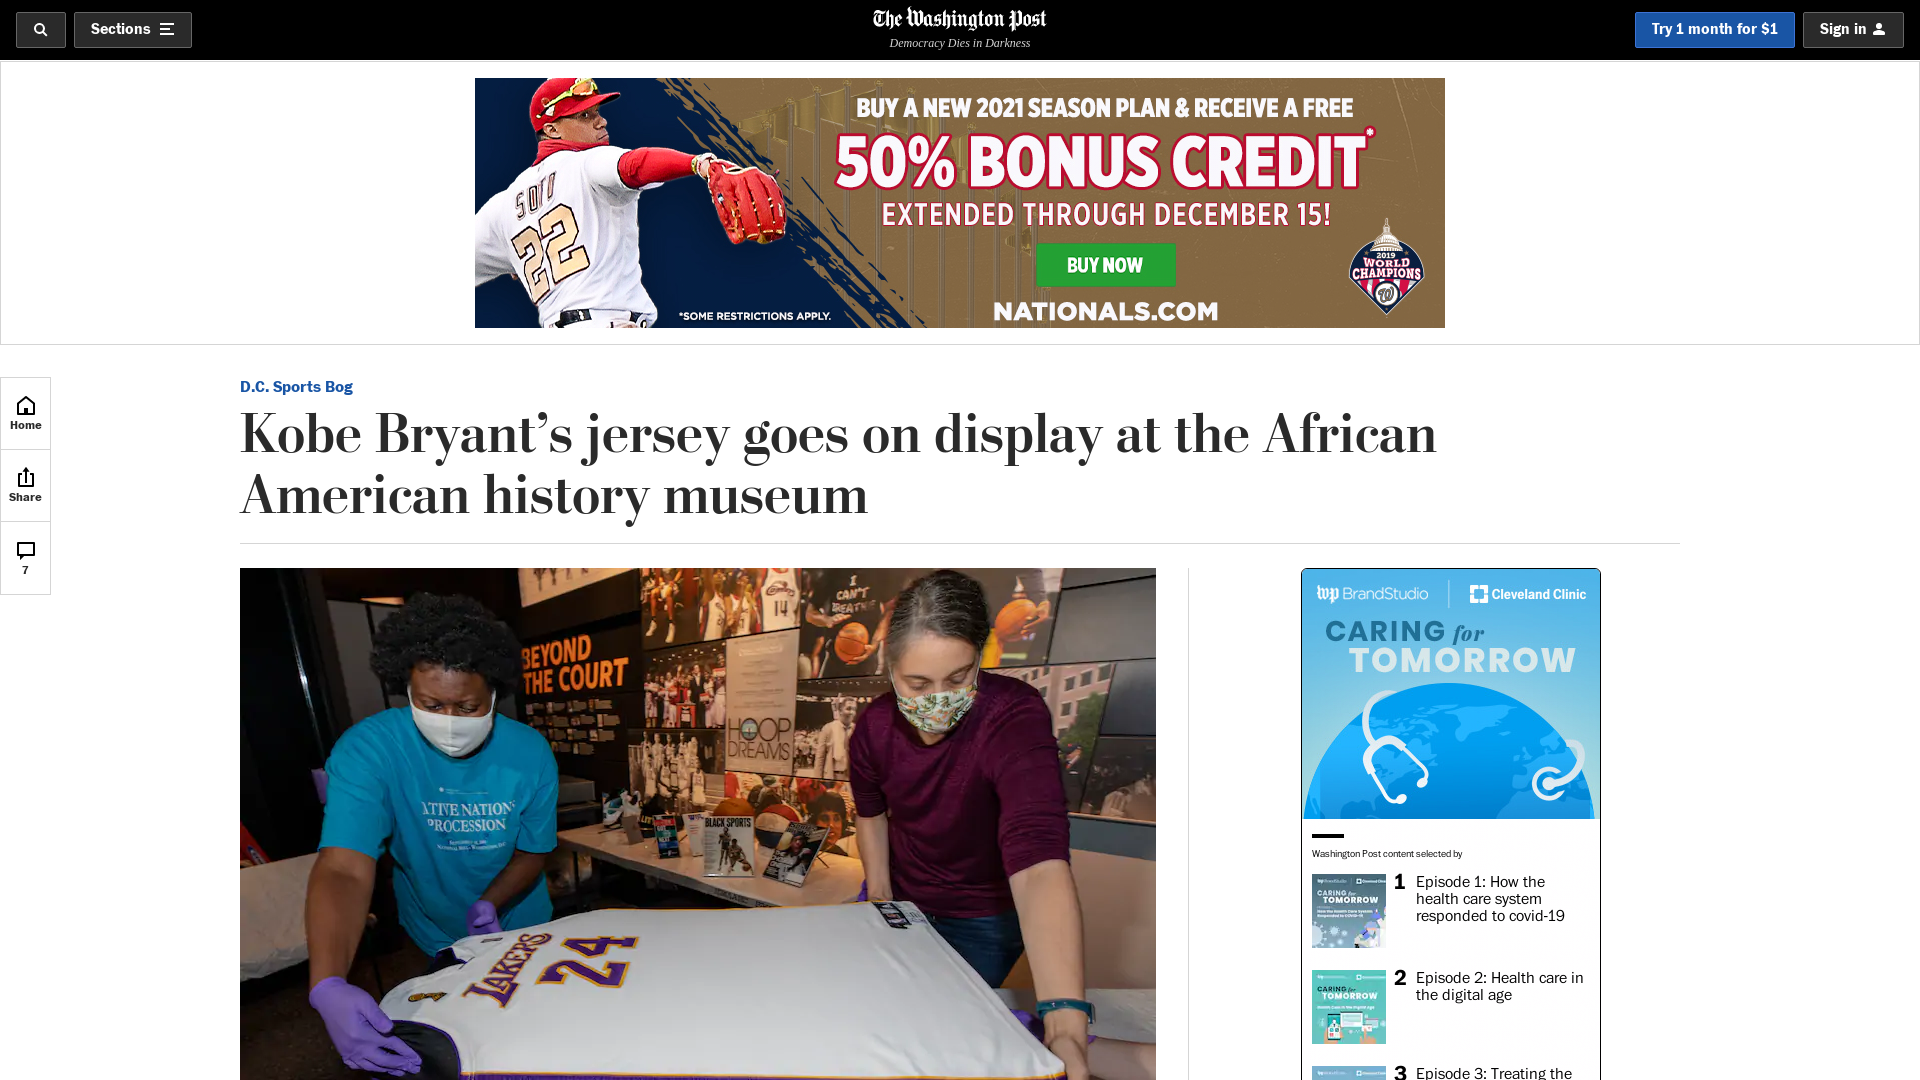 Sections
The Washington Post
Democracy Dies in Darkness
Try 1 month for $1
Sign in
BUY A NEW 2021 SEASON PLAN & RECEIVE A FREE
50% BONUS CREDIT*
EXTENDED THROUGH DECEMBER 15!
BUY NOW
NATIONALS.COM
*SOME RESTRICTIONS APPLY.
SOTO
22
2019
WORLD
CHAMPIONS
W
Home
Share
7
D.C. Sports Bog
Kobe Bryant’s jersey goes on display at the African
American history museum
BEYOND
THE COURT
I CAN'T
BREATHE
14
HOOP
DREAMS
BLACK SPORTS
NATIVE NATIONS
PROCESSION
LAKERS
24
wp BrandStudio
Cleveland Clinic
CARING for
TOMORROW
Washington Post content selected by
1 Episode 1: How the
health care system
responded to covid-19
2 Episode 2: Health care in
the digital age
3 Episode 3: Treating the